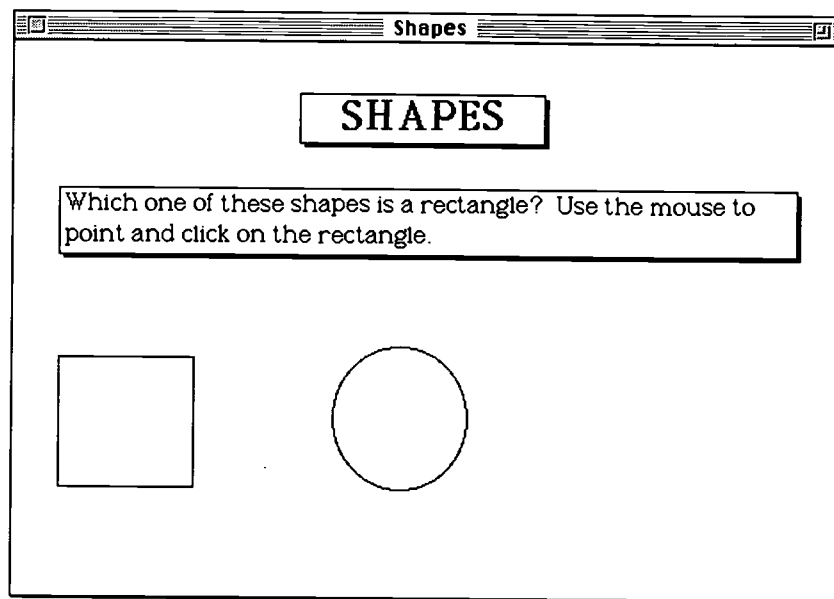 Shapes
SHAPES
Which one of these shapes is a rectangle?  Use the mouse to
point and click on the rectangle.